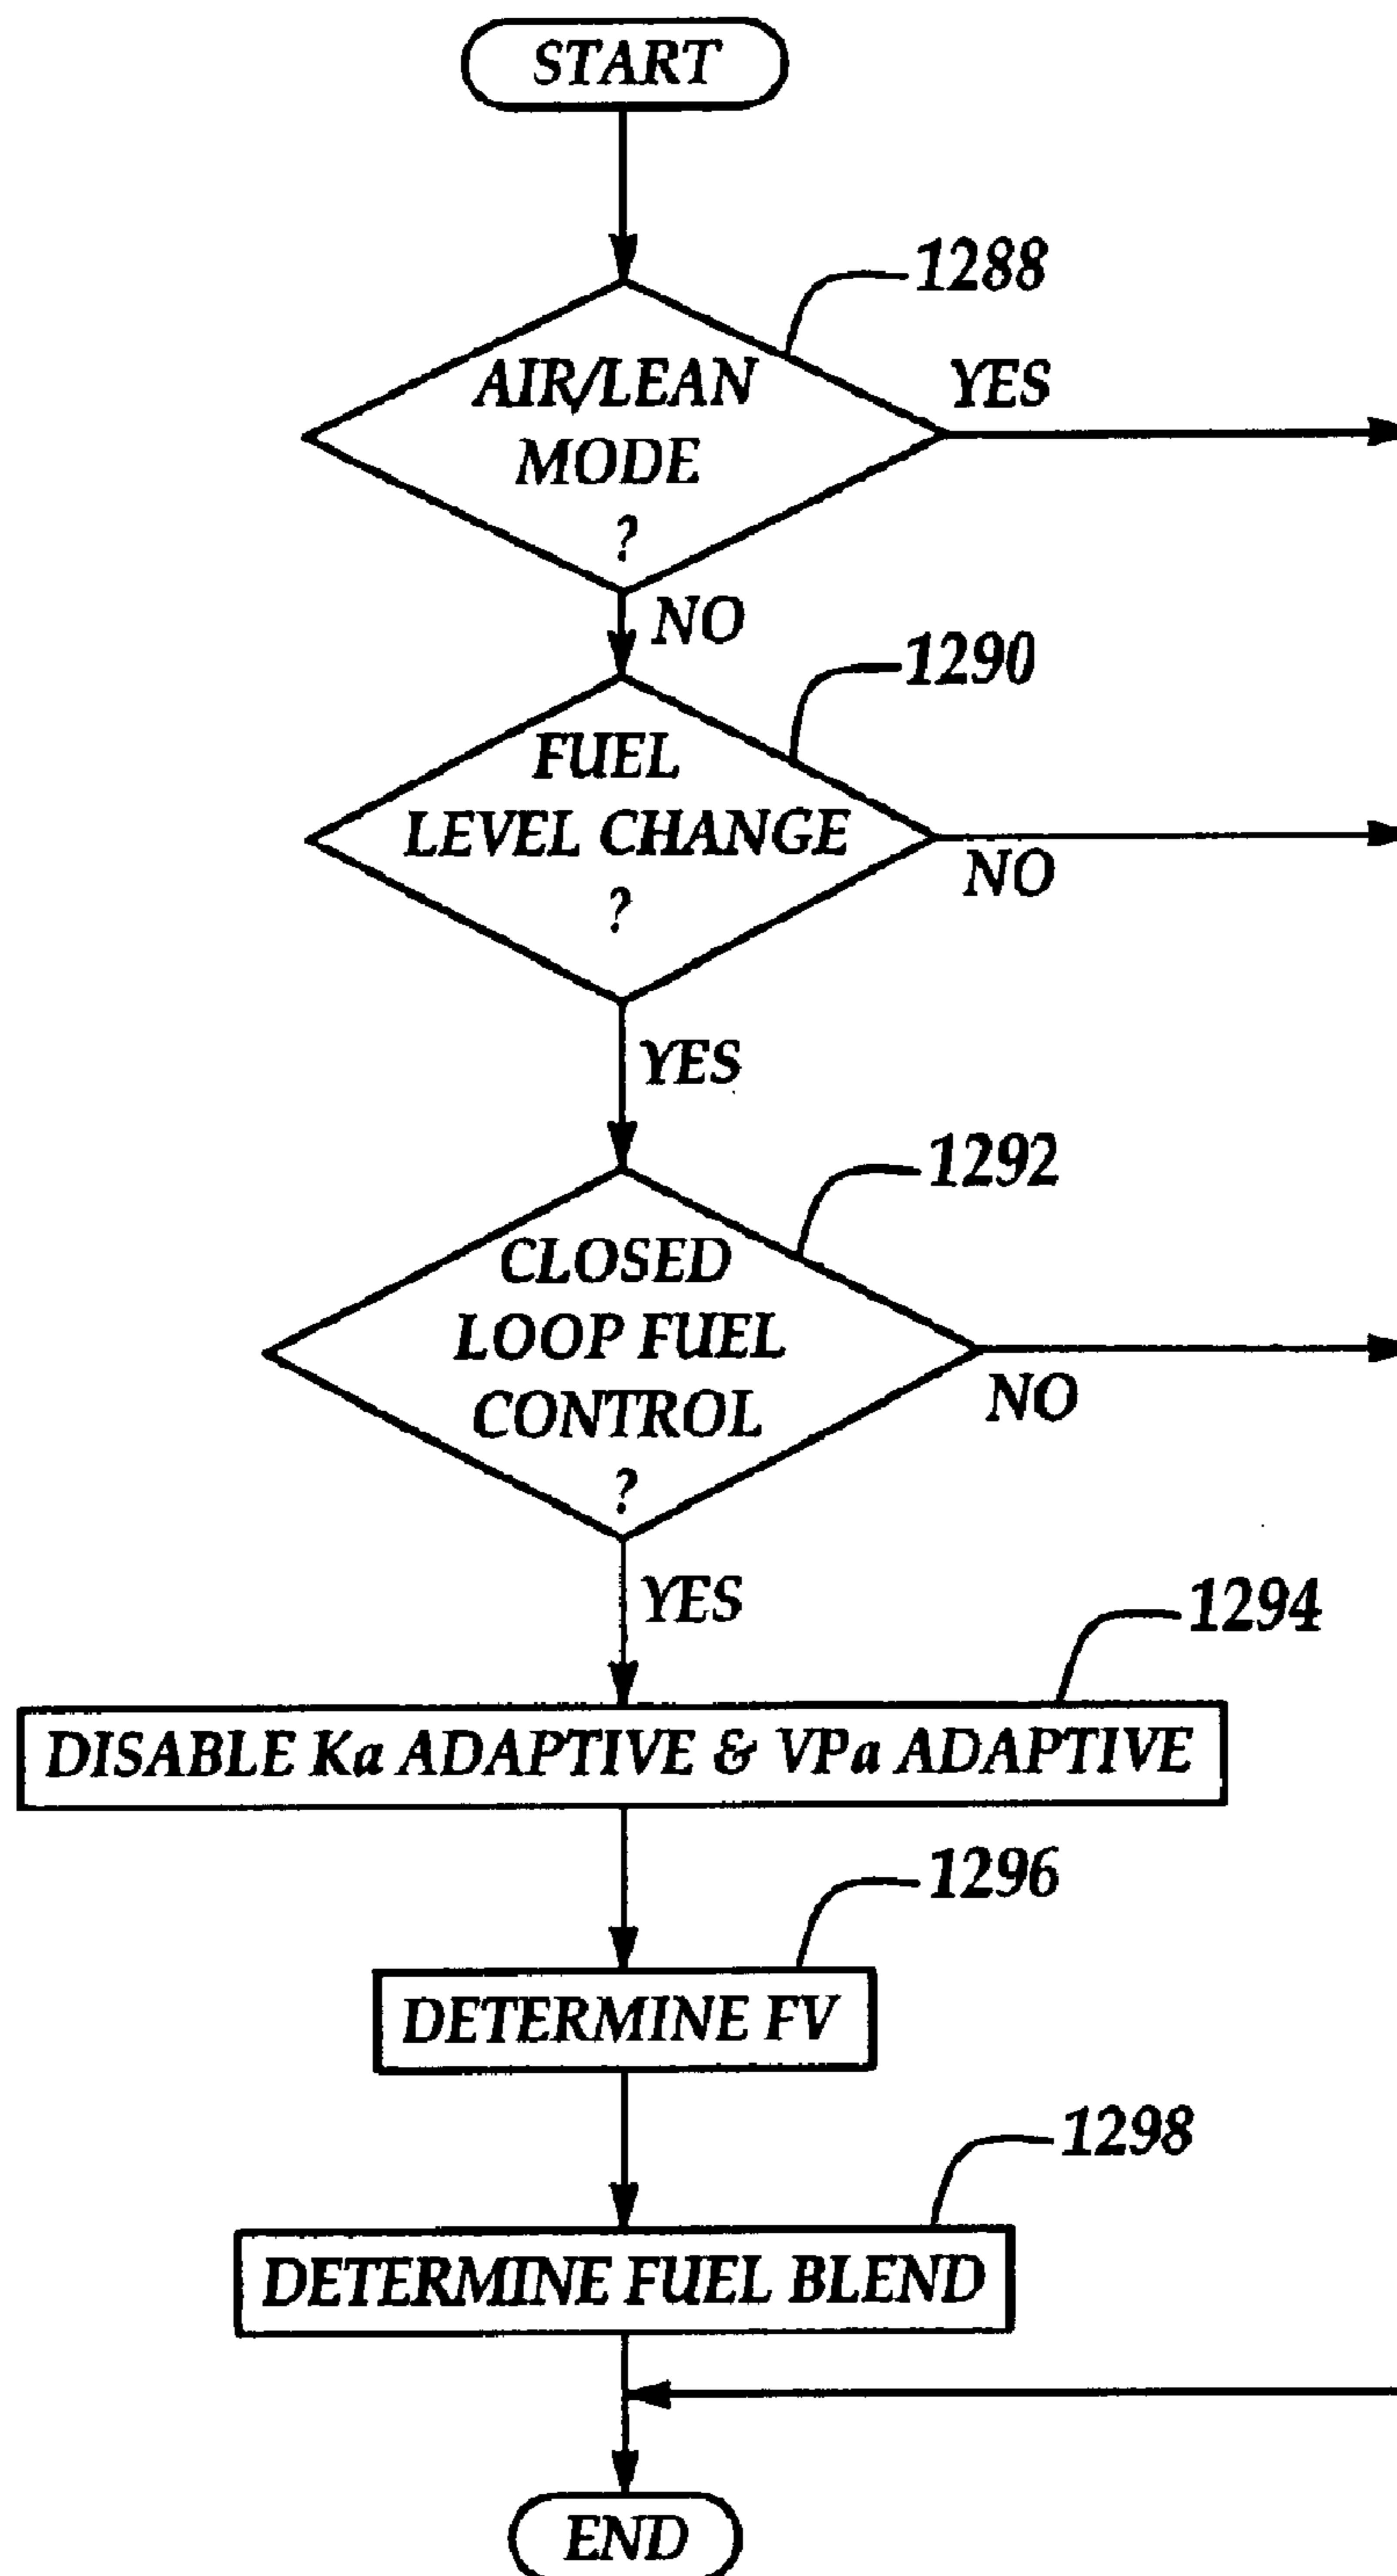 START
1288
AIR/LEAN
MODE
?
YES
NO
1290
FUEL
LEVEL CHANGE
?
NO
YES
1292
CLOSED
LOOP FUEL
CONTROL
?
NO
YES
1294
DISABLE Ka ADAPTIVE & VPa ADAPTIVE
1296
DETERMINE FV
1298
DETERMINE FUEL BLEND
END